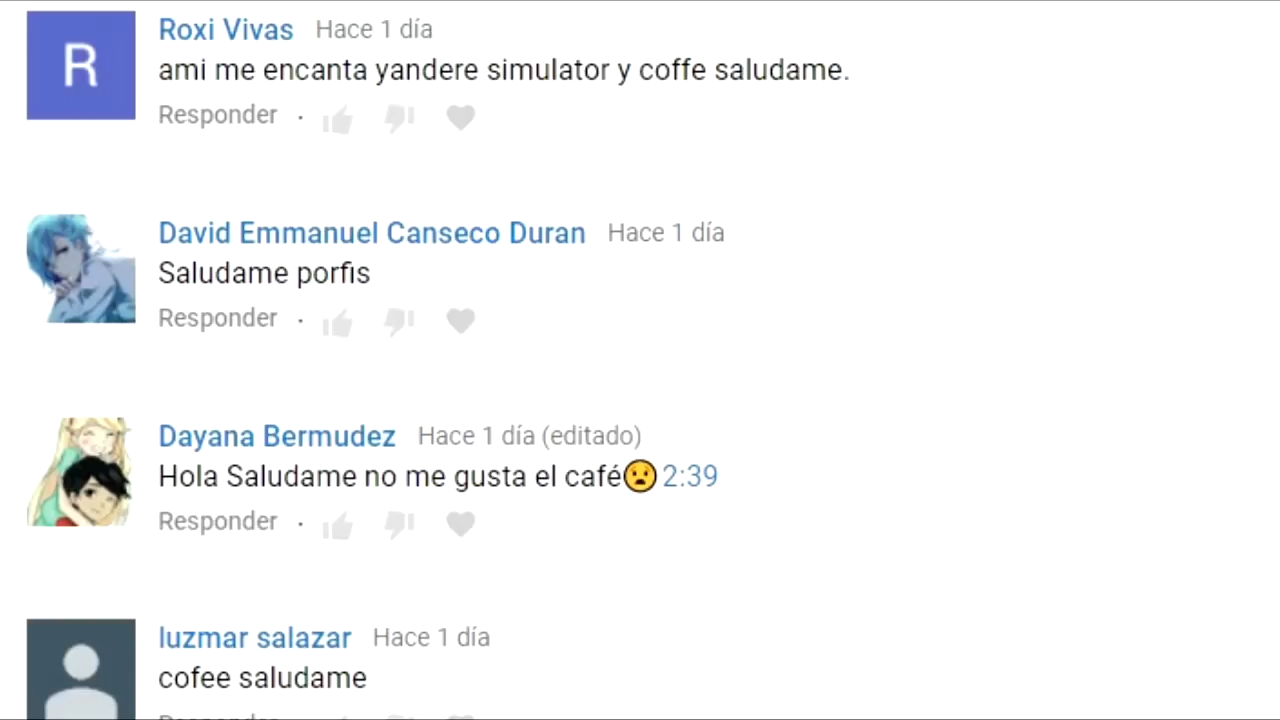 R
Roxi Vivas Hace 1 día
ami me encanta yandere simulator y coffe saludame.
Responder ·
David Emmanuel Canseco Duran Hace 1 día
Saludame porfis
Responder ·
Dayana Bermudez Hace 1 día (editado)
Hola Saludame no me gusta el café😦2:39
Responder ·
luzmar salazar Hace 1 día
cofee saludame
Responder